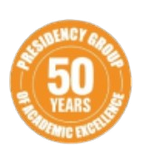 PRESIDENCY GROUP
50
YEARS
OF ACADEMIC EXCELLENCE